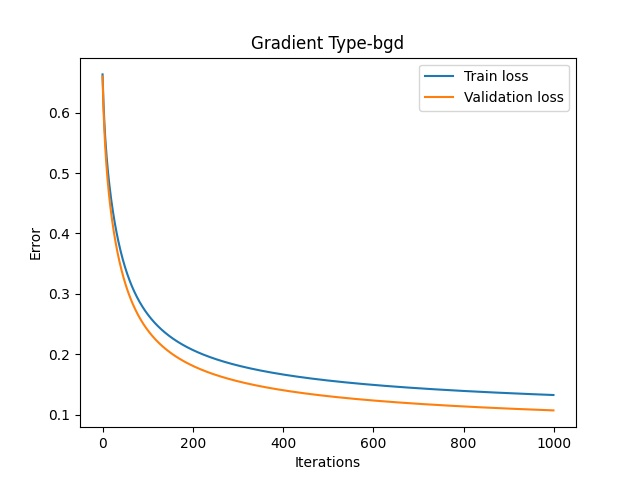 Gradient Type-bgd
Train loss
Validation loss
0.6
0.5
0.4
0.3
0.2
0.1
Error
0 200 400 600 800 1000
Iterations